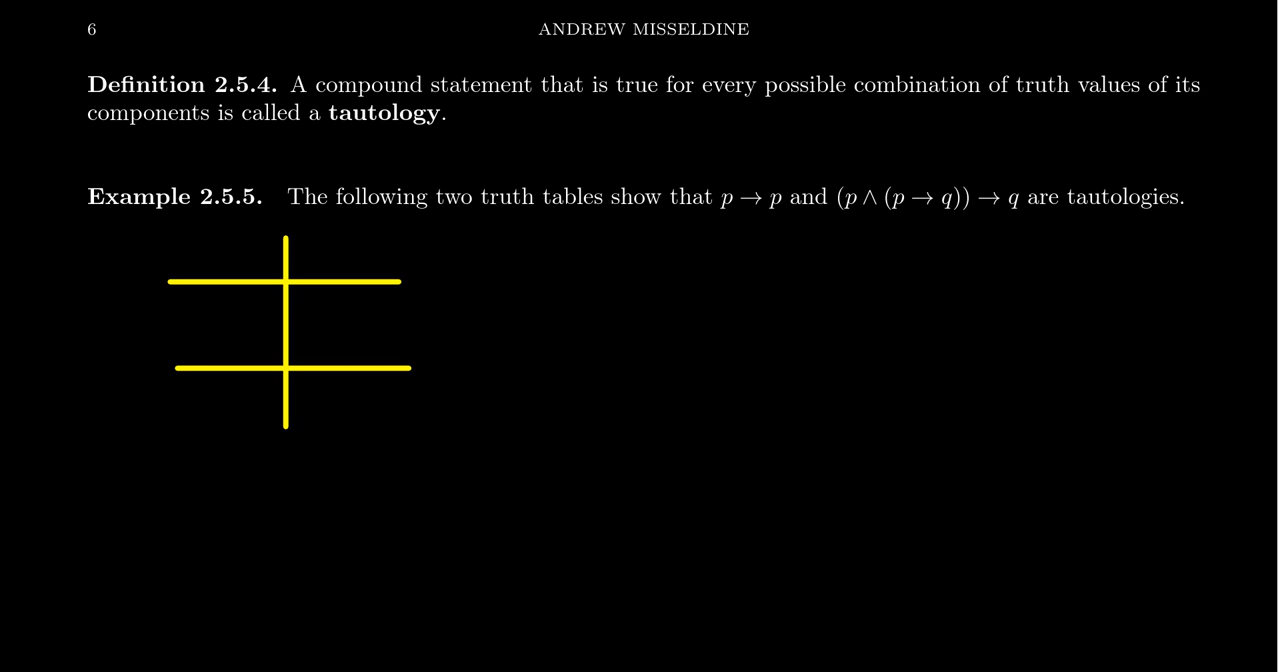 6 ANDREW MISSELDINE
Definition 2.5.4. A compound statement that is true for every possible combination of truth values of its
components is called a tautology.
Example 2.5.5. The following two truth tables show that p → p and (p ∧ (p → q)) → q are tautologies.